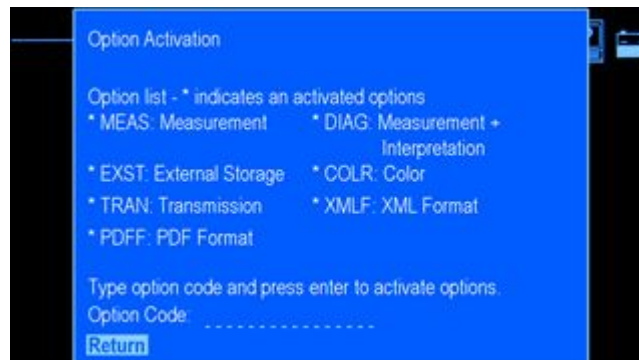 Option Activation
Option list - * indicates an activated options
* MEAS: Measurement * DIAG: Measurement +
Interpretation
* EXST: External Storage * COLR: Color
* TRAN: Transmission * XMLF: XML Format
* PDFF: PDF Format
Type option code and press enter to activate options.
Option Code: _ _ _ _ _ _ _ _ _ _ _ _ _ _ _ _
Return